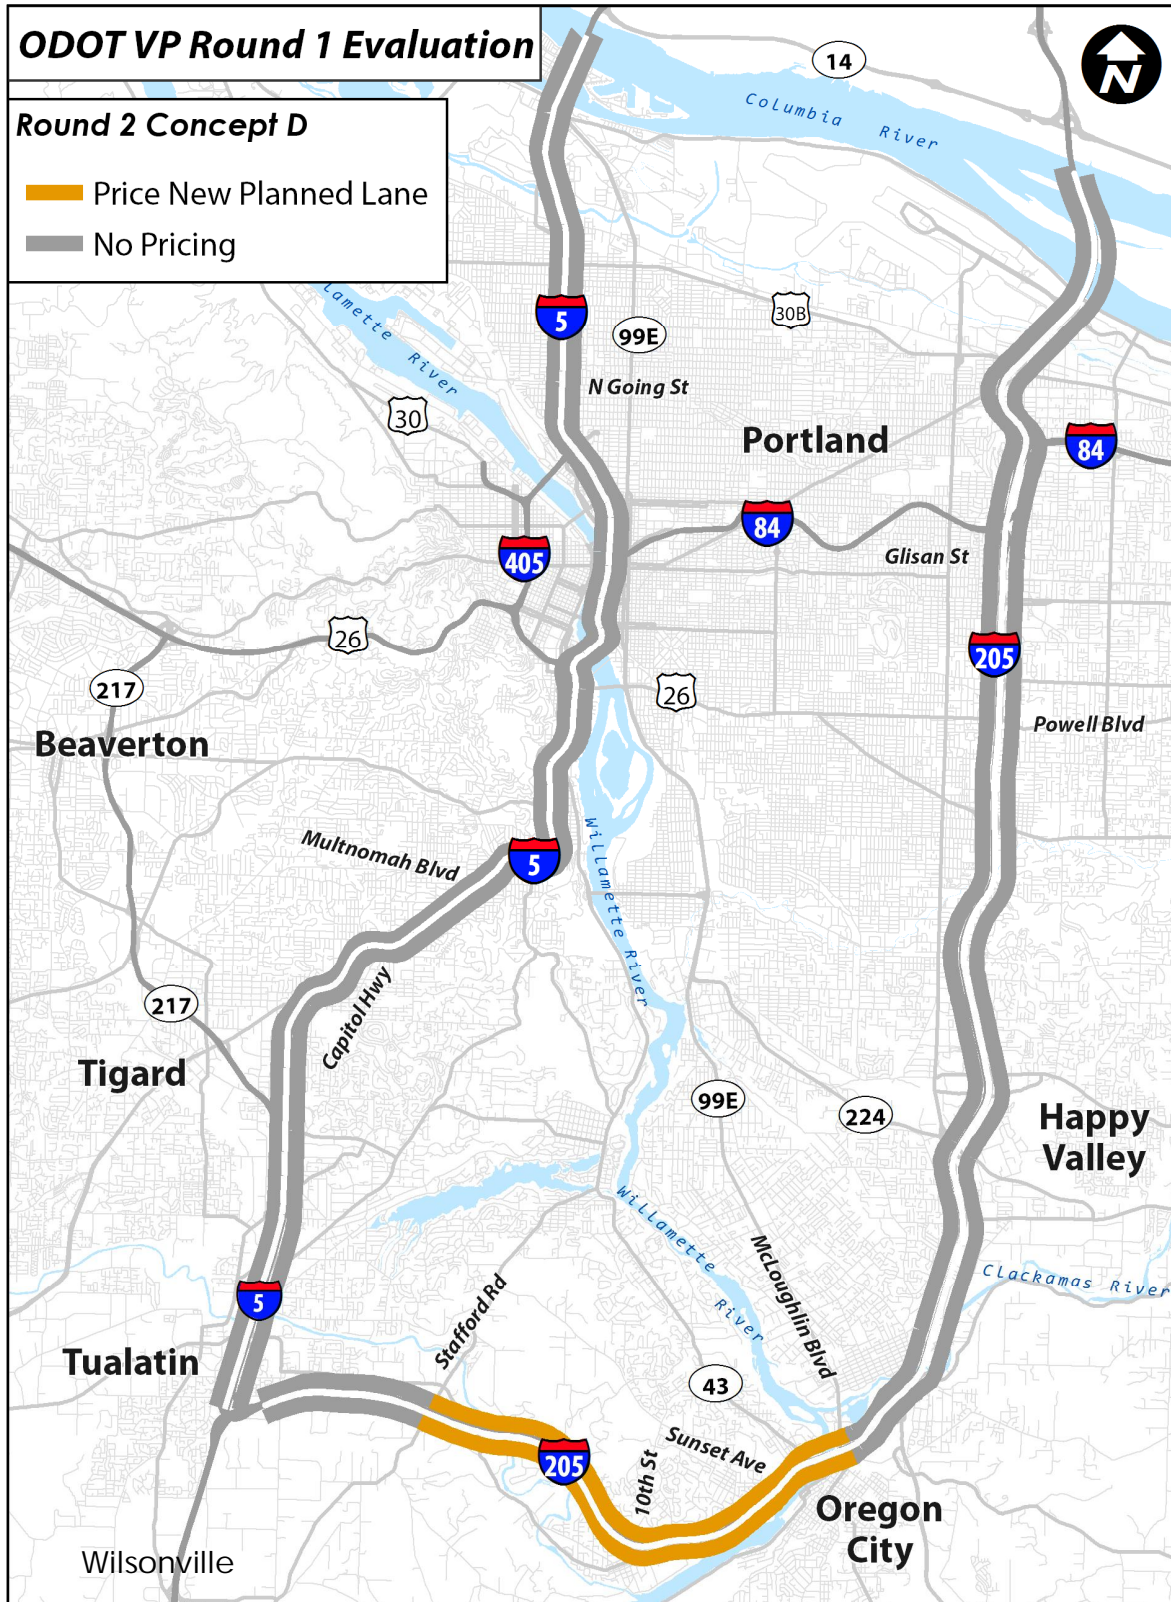 ODOT VP Round 1 Evaluation
Round 2 Concept D
Price New Planned Lane
No Pricing
N
14
Columbia River
lamette River
5
99E
30B
N Going St
30
Portland
84
84
405
Glisan St
26
205
217
26
Powell Blvd
Beaverton
Multnomah Blvd
5
Willamette River
Capitol Hwy
217
Tigard
99E
224
Happy
Valley
Willamette
River
McLoughlin Blvd
Clackamas River
5
Stafford Rd
Tualatin
43
Sunset Ave
205
10th St
Oregon
City
Wilsonville
5